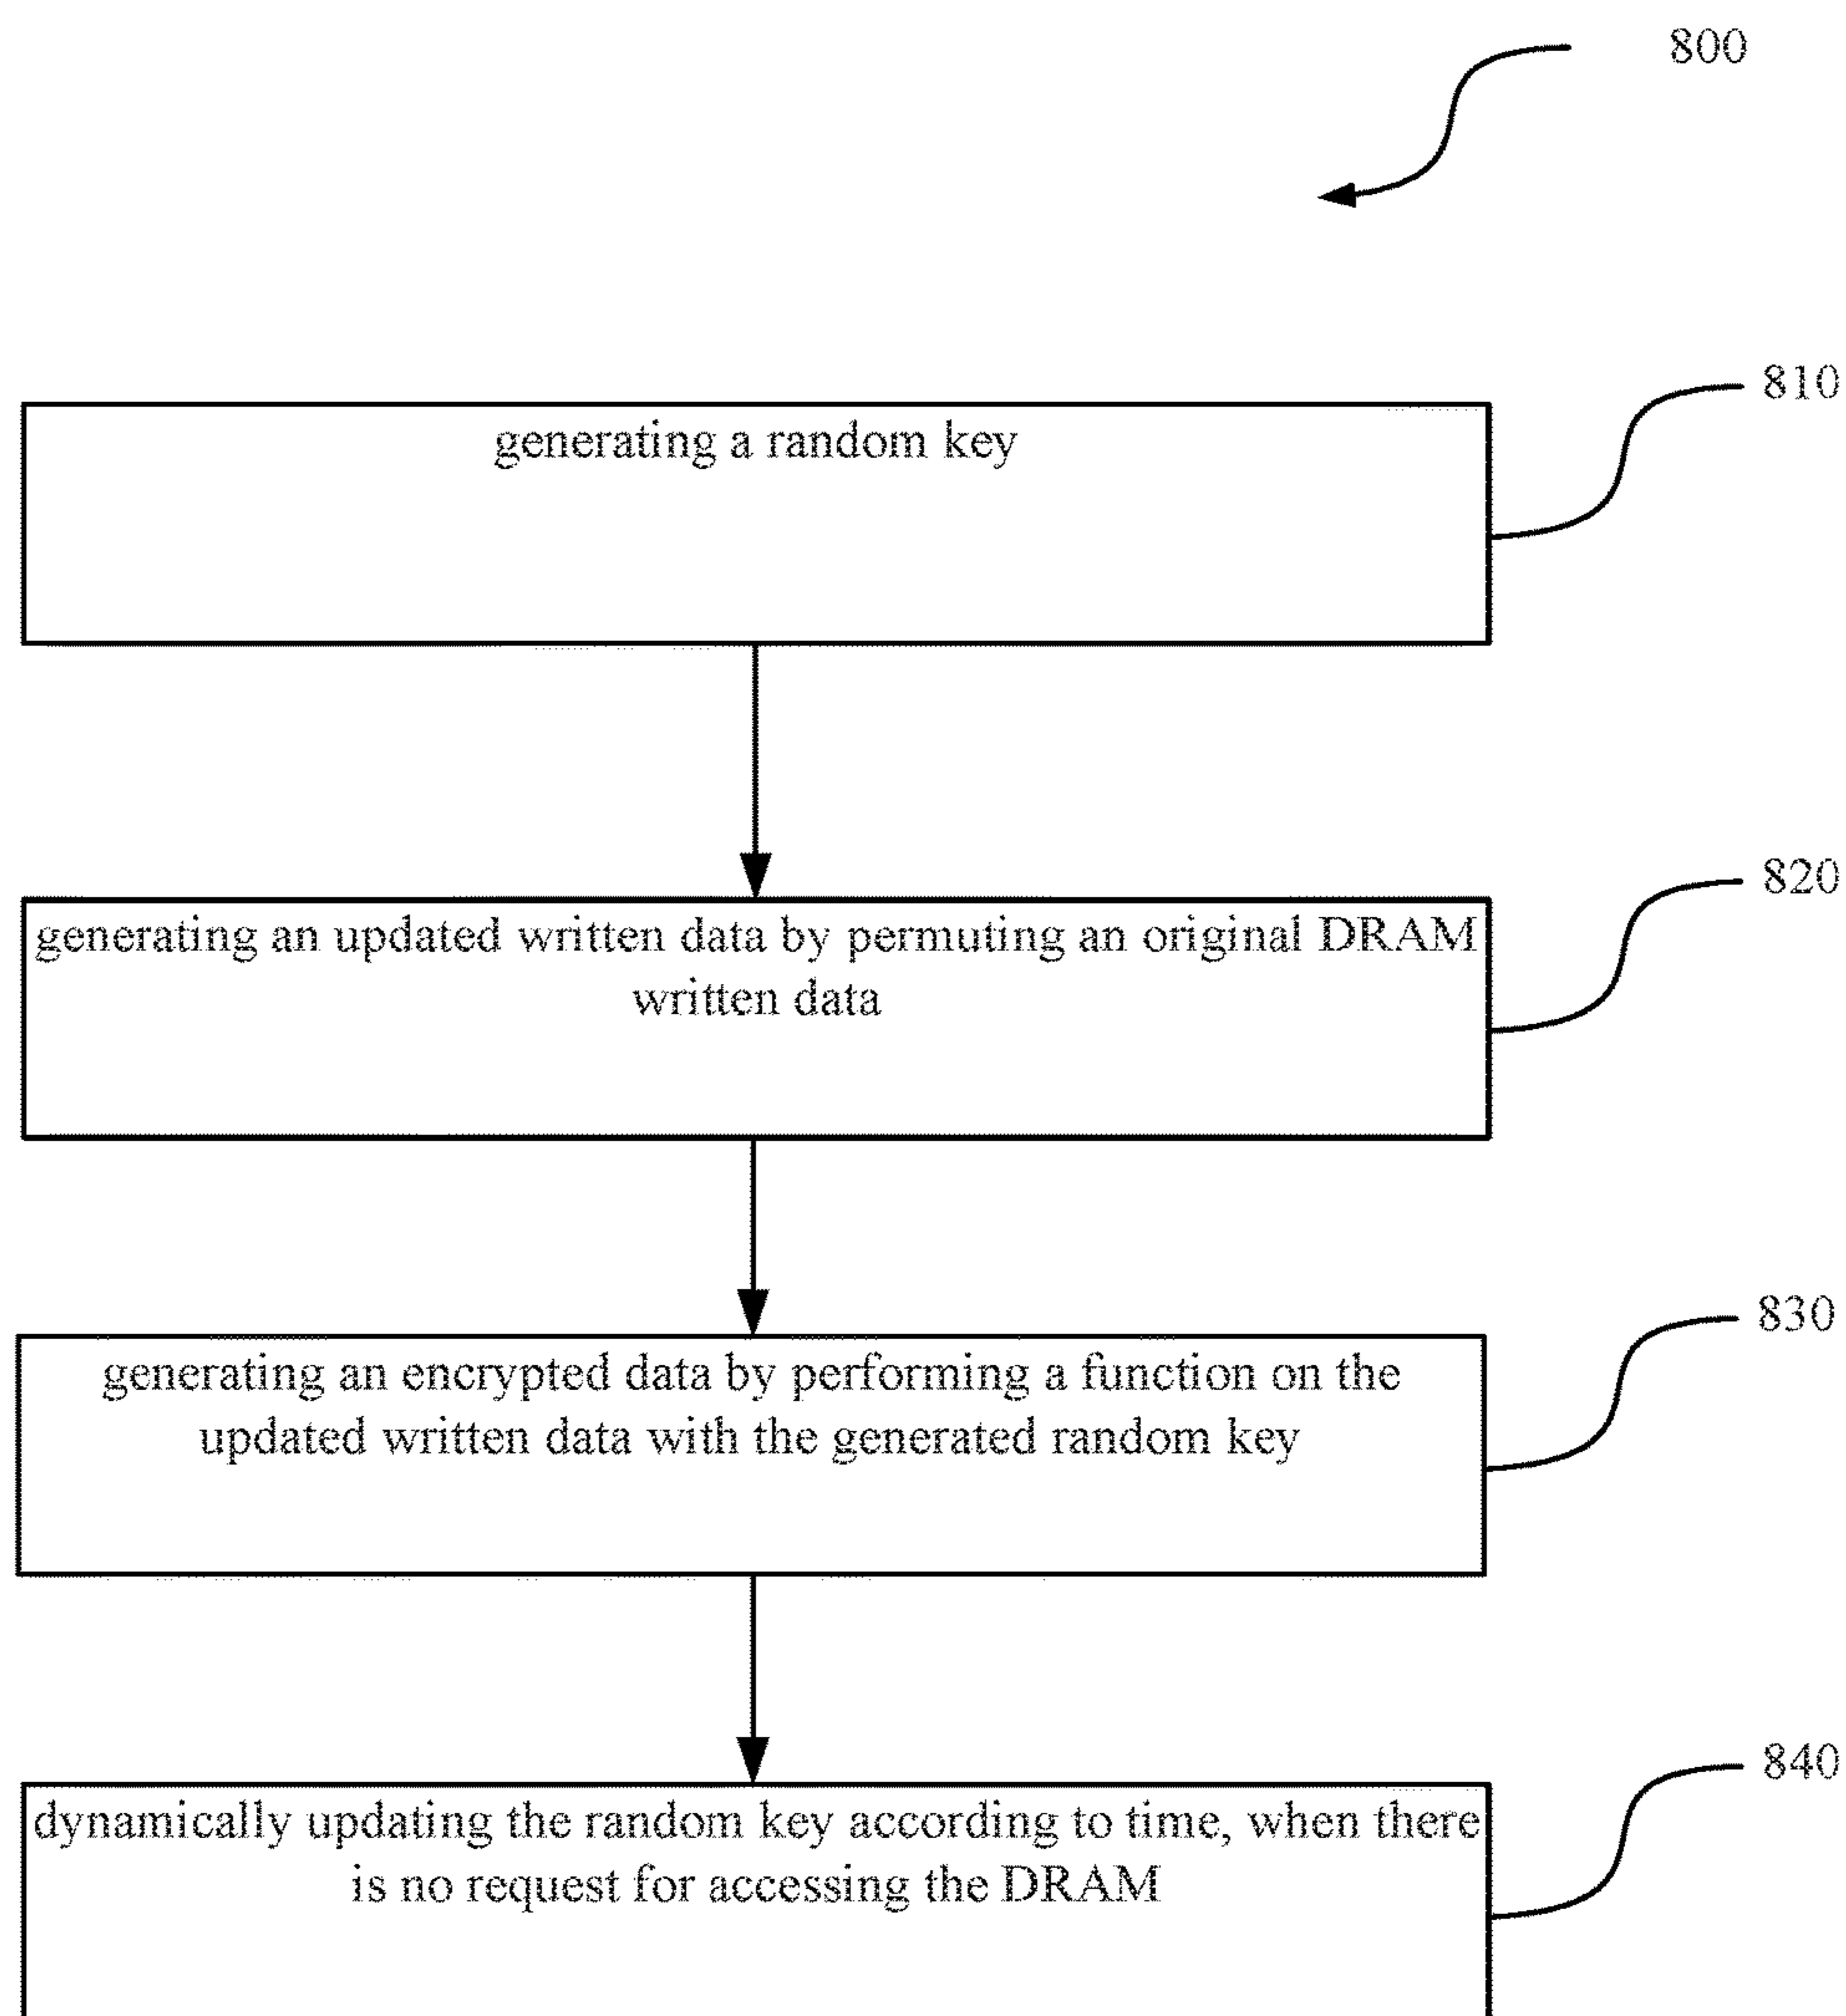 800
810
generating a random key
820
generating an updated written data by permuting an original DRAM
written data
830
generating an encrypted data by performing a function on the
updated written data with the generated random key
840
dynamically updating the random key according to time, when there
is no request for accessing the DRAM